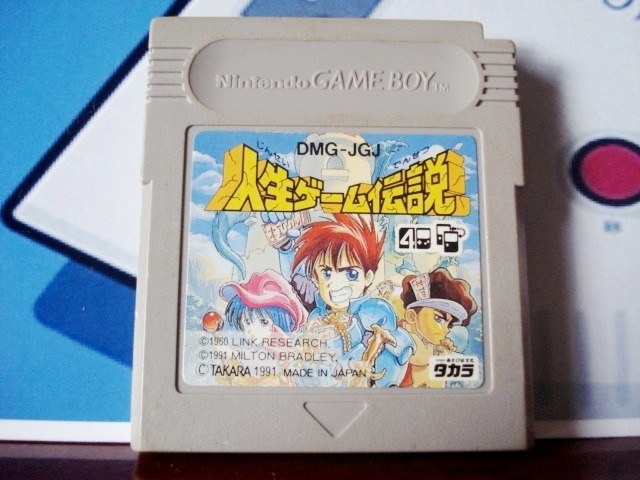 Nintendo GAME BOY TM
DMG-JGJ
じんせい でんせつ
人生ゲーム伝説
4
©1960 LINK RESEARCH,
©1991 MILTON BRADLEY,
© TAKARA 1991 MADE IN JAPAN
タカラ